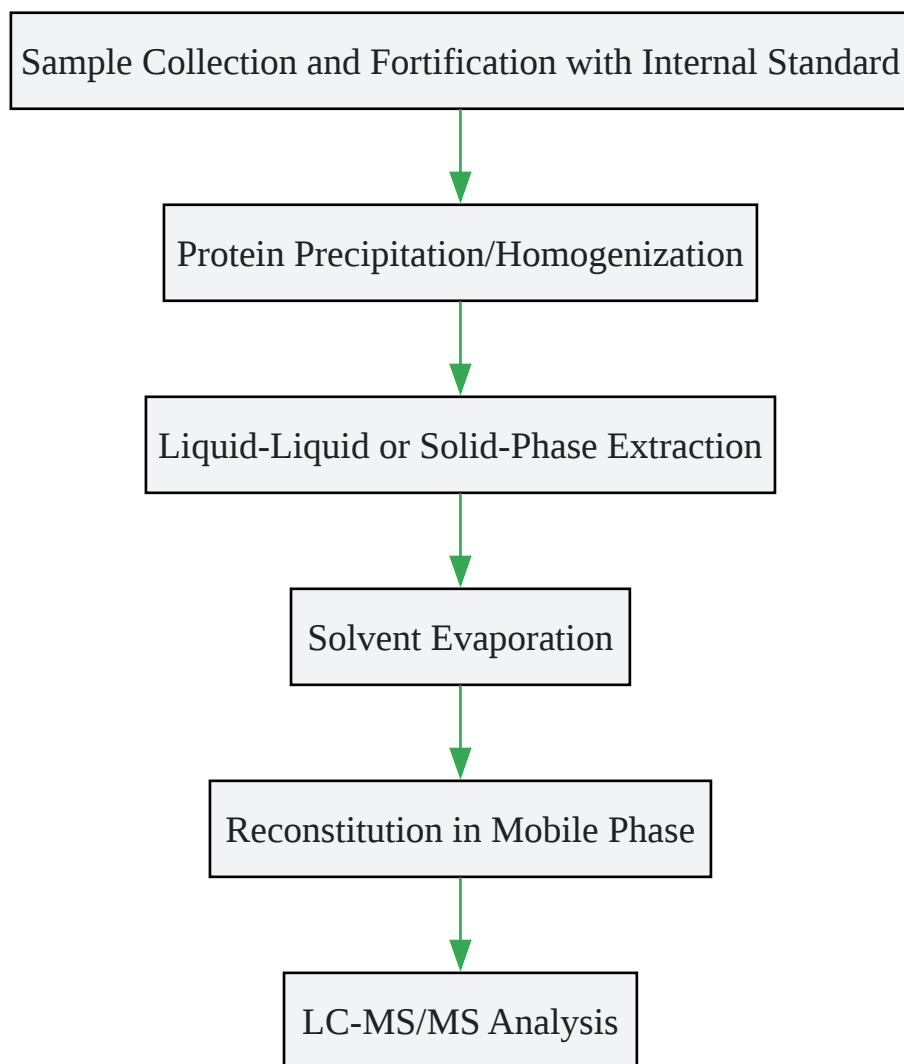 Sample Collection and Fortification with Internal Standard
Protein Precipitation/Homogenization
Liquid-Liquid or Solid-Phase Extraction
Solvent Evaporation
Reconstitution in Mobile Phase
LC-MS/MS Analysis